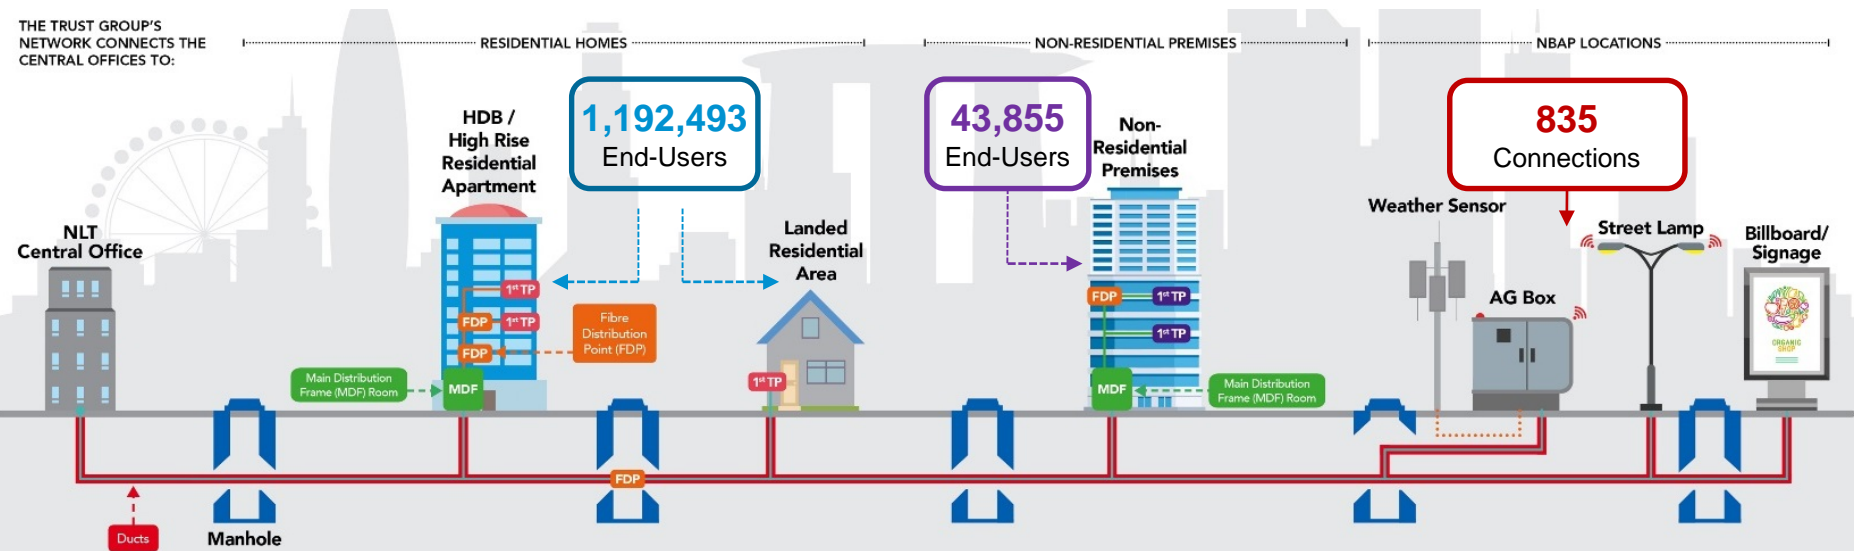 THE TRUST GROUP'S
NETWORK CONNECTS THE
CENTRAL OFFICES TO:
RESIDENTIAL HOMES
NON-RESIDENTIAL PREMISES
NBAP LOCATIONS
HDB /
High Rise
Residential
Apartment
1,192,493
End-Users
43,855
End-Users
Non-
Residential
Premises
835
Connections
NLT
Central Office
Landed
Residential
Area
Weather Sensor
Street Lamp
Billboard/
Signage
AG Box
1st TP
FDP
1st TP
FDP
MDF
Fibre
Distribution
Point (FDP)
Main Distribution
Frame (MDF) Room
1st TP
FDP
1st TP
1st TP
MDF
Main Distribution
Frame (MDF) Room
ORGANIC
SHOP
FDP
Ducts
Manhole